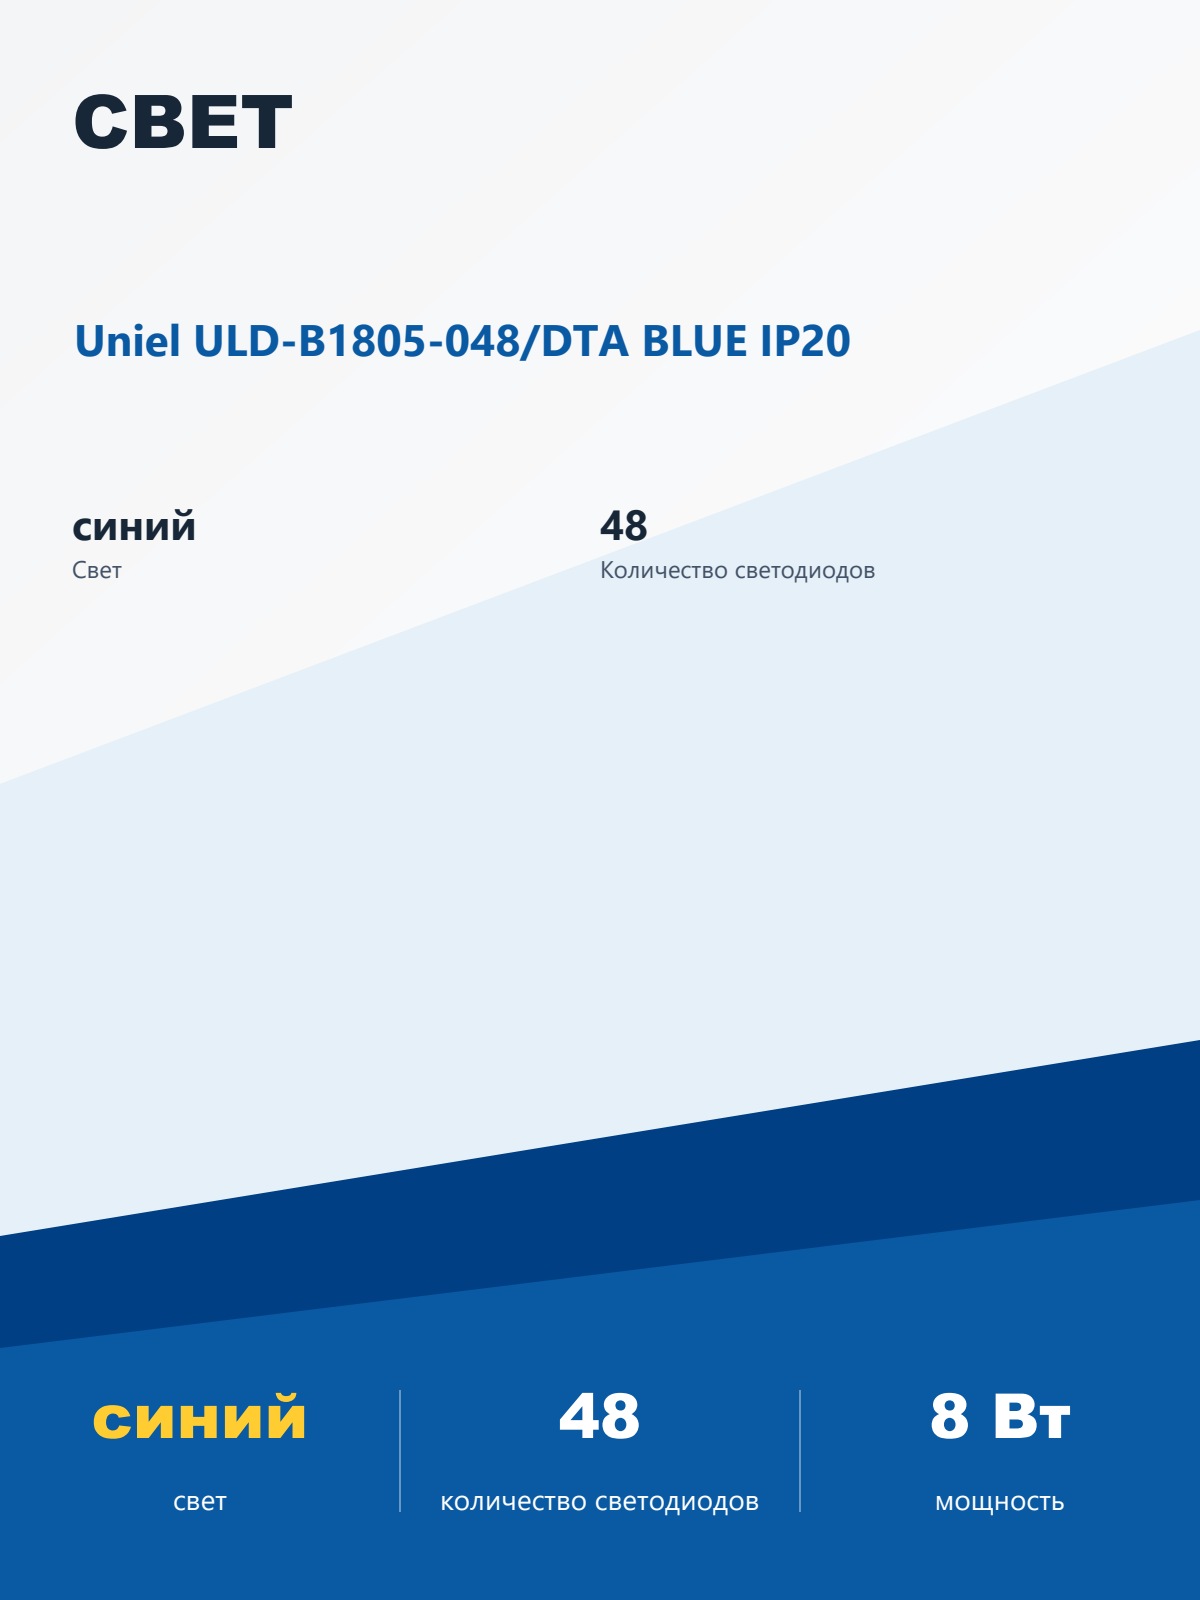 СВЕТ
Uniel ULD-B1805-048/DTA BLUE IP20
синий
Свет
48
Количество светодиодов
синий
свет
48
количество светодиодов
8 Вт
мощность